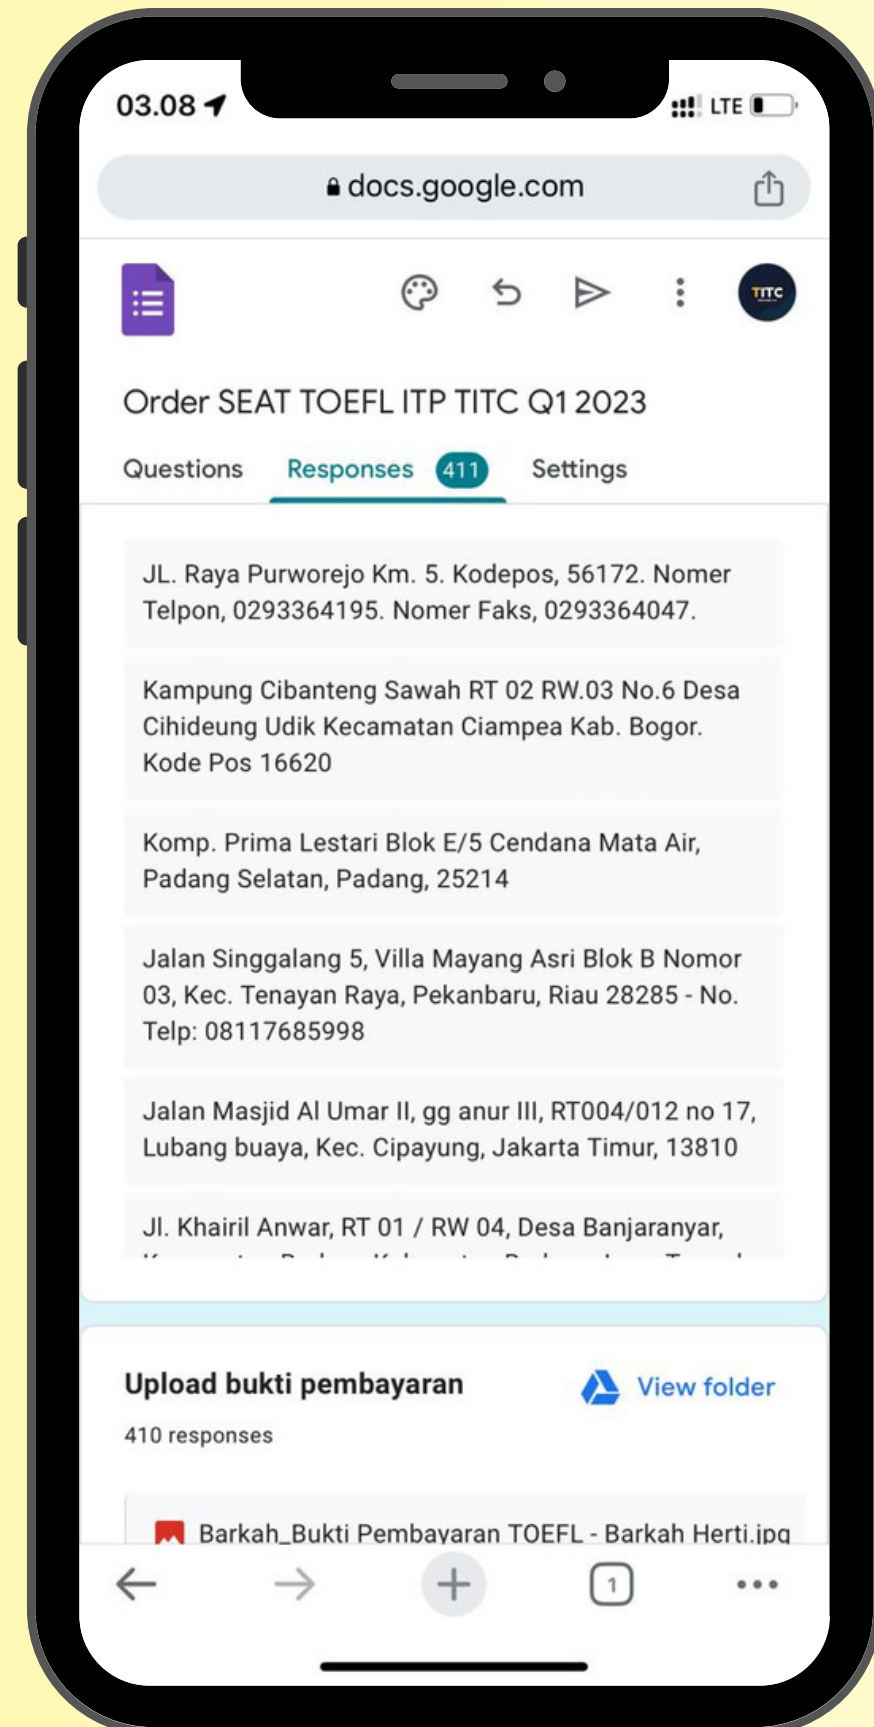 03.08
LTE
docs.google.com
TITC
Order SEAT TOEFL ITP TITC Q1 2023
Questions Responses 411 Settings
JL. Raya Purworejo Km. 5. Kodepos, 56172. Nomer
Telpon, 0293364195. Nomer Faks, 0293364047.
Kampung Cibanteng Sawah RT 02 RW.03 No.6 Desa
Cihideung Udik Kecamatan Ciampea Kab. Bogor.
Kode Pos 16620
Komp. Prima Lestari Blok E/5 Cendana Mata Air,
Padang Selatan, Padang, 25214
Jalan Singgalang 5, Villa Mayang Asri Blok B Nomor
03, Kec. Tenayan Raya, Pekanbaru, Riau 28285 - No.
Telp: 08117685998
Jalan Masjid Al Umar II, gg anur III, RT004/012 no 17,
Lubang buaya, Kec. Cipayung, Jakarta Timur, 13810
Jl. Khairil Anwar, RT 01 / RW 04, Desa Banjaranyar,
Upload bukti pembayaran
View folder
410 responses
Barkah_Bukti Pembayaran TOEFL - Barkah Herti.jpg
1